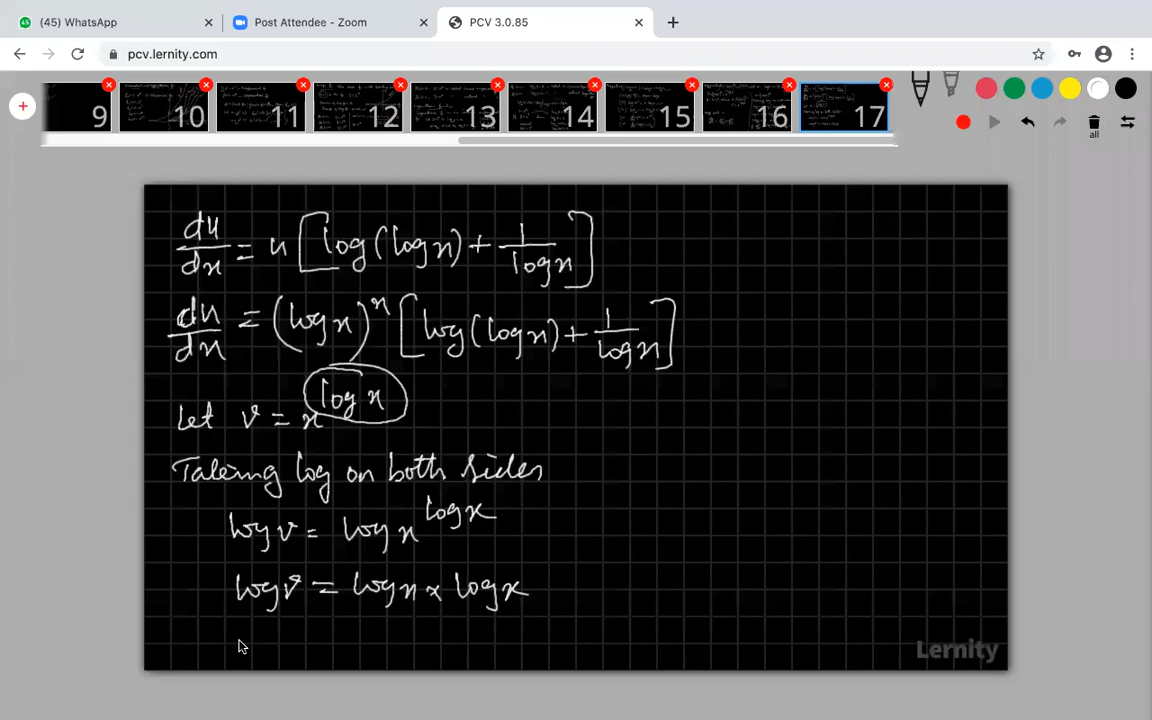 (45) WhatsApp
Post Attendee - Zoom
PCV 3.0.85
pcv.lernity.com
9 10 11 12 13 14 15 16 17
all
du/dx = u [log(log x) + 1/log x]
du/dx = (log x)^x [log(log x) + 1/log x]
Let v = x^log x
Taking log on both sides
log v = log x^log x
log v = log x × log x
Lernity